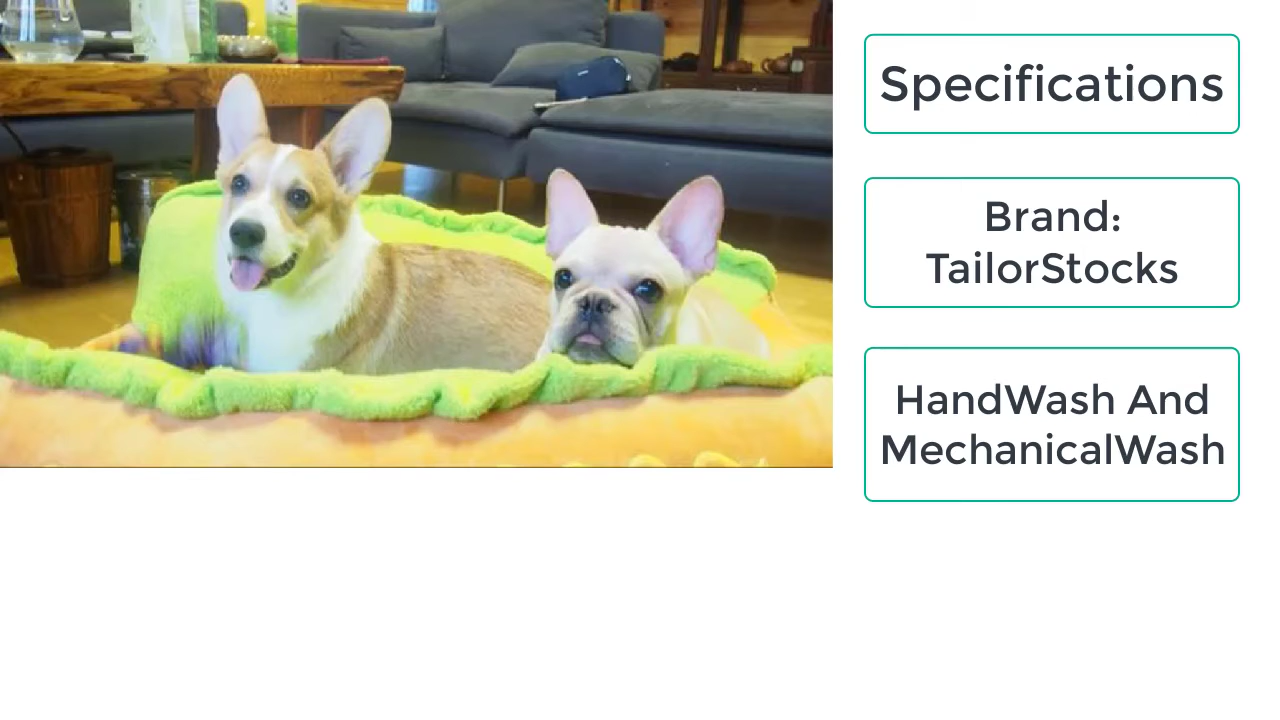 Specifications
Brand:
TailorStocks
HandWash And
MechanicalWash